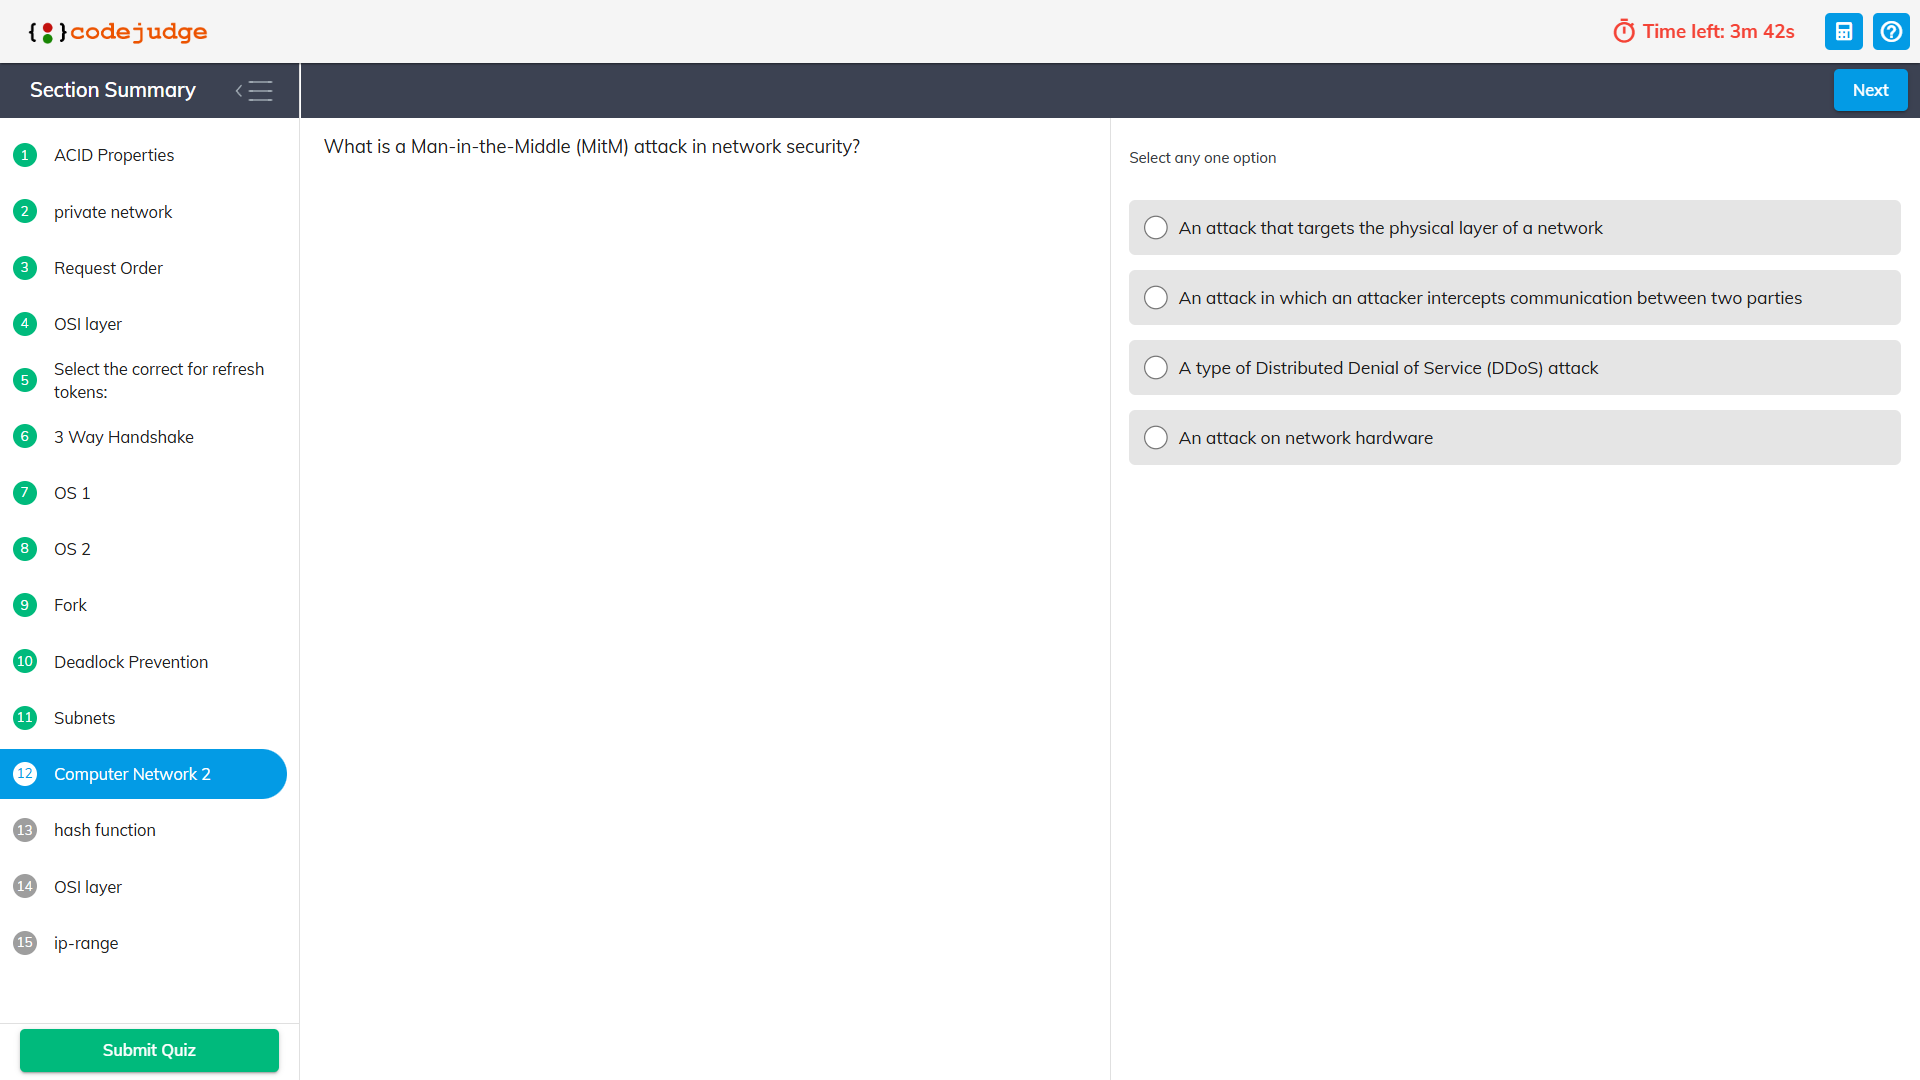 { }codejudge
Time left: 3m 42s
Section Summary
Next
1 ACID Properties
2 private network
3 Request Order
4 OSI layer
5 Select the correct for refresh
tokens:
6 3 Way Handshake
7 OS 1
8 OS 2
9 Fork
10 Deadlock Prevention
11 Subnets
12 Computer Network 2
13 hash function
14 OSI layer
15 ip-range
Submit Quiz
What is a Man-in-the-Middle (MitM) attack in network security?
Select any one option
An attack that targets the physical layer of a network
An attack in which an attacker intercepts communication between two parties
A type of Distributed Denial of Service (DDoS) attack
An attack on network hardware